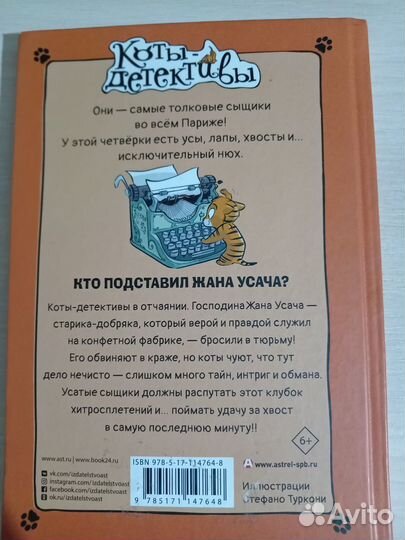 Коты-
детективы
Они — самые толковые сыщики
во всём Париже!
У этой четвёрки есть усы, лапы, хвосты и...
исключительный нюх.
КТО ПОДСТАВИЛ ЖАНА УСАЧА?
Коты-детективы в отчаянии. Господина Жана Усача —
старика-добряка, который верой и правдой служил
на конфетной фабрике, — бросили в тюрьму!
Его обвиняют в краже, но коты чуют, что тут
дело нечисто — слишком много тайн, интриг и обмана.
Усатые сыщики должны распутать этот клубок
хитросплетений и... поймать удачу за хвост
в самую последнюю минуту!!
6+
www.ast.ru | www.book24.ru
vk.com/izdatelstvoast
instagram.com/izdatelstvoast
facebook.com/izdatelstvoast
ok.ru/izdatelstvoast
ISBN 978-5-17-114764-8
9 785171 147648
www.astrel-spb.ru
Иллюстрации
Стефано Туркони
Avito